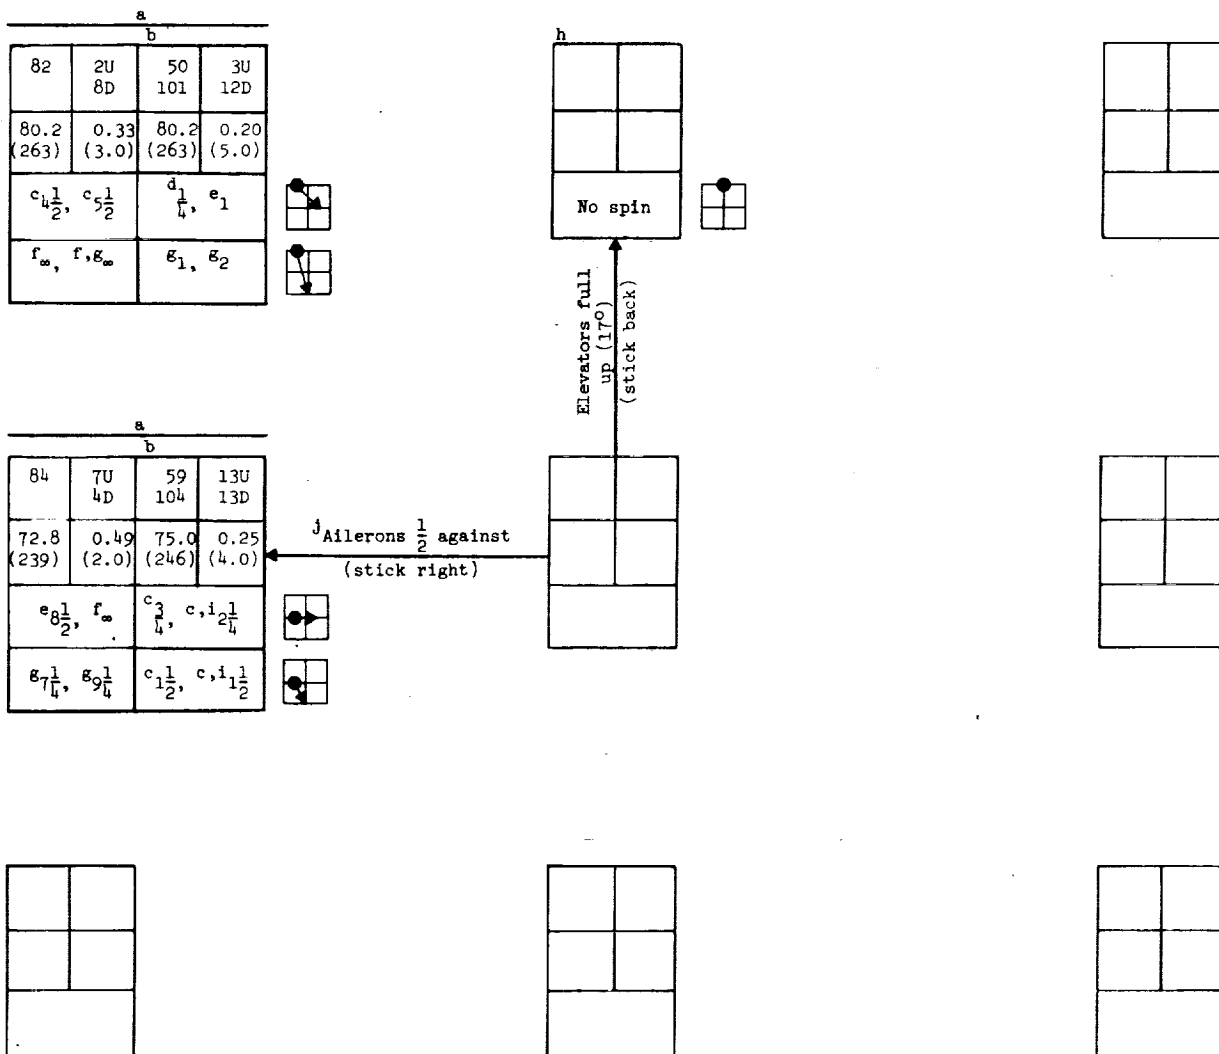 a
b
82 2U 50 3U
8D 101 12D
80.2 0.33 80.2 0.20
(263) (3.0) (263) (5.0)
c4½, c5½ d¼, e1
f∞, f,g∞ g1, g2
h
No spin
Elevators full
up (17°)
(stick back)
a
b
84 7U 59 13U
4D 104 13D
72.8 0.49 75.0 0.25
(239) (2.0) (246) (4.0)
e8½, f∞ c¾, c,i2¼
g7¼, g9¼ c1½, c,i1½
jAilerons ½ against
(stick right)